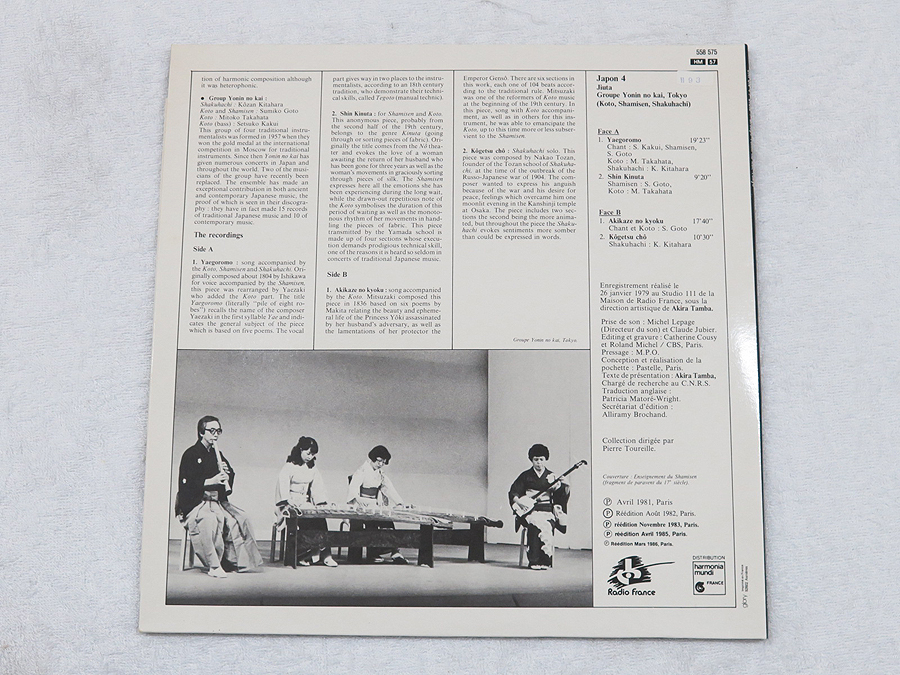 tion of harmonic composition although
it was heterophonic.
• Group Yonin no kai :
Shakuhachi : Kôzan Kitahara
Koto and Shamisen : Sumiko Goto
Koto : Minoko Takahata
Koto (bass) : Setsuko Kakui
This group of four traditional instru-
mentalists was formed in 1957 when they
won the gold medal at the international
competition in Moscow for traditional
instruments. Since then Yonin no kai has
given numerous concerts in Japan and
throughout the world. Two of the musi-
cians of the group have recently been
replaced. The ensemble has made an
exceptional contribution in both ancient
and contemporary Japanese music, the
proof of which is seen in their discogra-
phy : they have in fact made 15 records
of traditional Japanese music and 10 of
contemporary music.
The recordings
Side A
1. Yaegoromo : song accompanied by
the Koto, Shamisen and Shakuhachi. Ori-
ginally composed about 1804 by Ishikawa
for voice accompanied by the Shamisen,
this piece was rearranged by Yaezaki
who added the Koto part. The title
Yaegoromo (literally "pile of eight ro-
bes") recalls the name of the composer
Yaezaki in the first syllable Yae and indi-
cates the general subject of the piece
which is based on five poems. The vocal
part gives way in two places to the instru-
mentalists, according to an 18th century
tradition, who demonstrate their techni-
cal skills, called Tegoto (manual technic).
2. Shin Kinuta : for Shamisen and Koto.
This anonymous piece, probably from
the second half of the 19th century,
belongs to the genre Kinuta (going
through or sorting pieces of fabric). Ori-
ginally the title comes from the Nô thea-
ter and evokes the love of a woman
awaiting the return of her husband who
has been gone for three years as well as the
woman's movements in graciously sorting
through pieces of silk. The Shamisen
expresses here all the emotions she has
been experiencing during the long wait,
while the drawn-out repetitious note of
the Koto symbolises the duration of this
period of waiting as well as the monoto-
nous rhythm of her movements in hand-
ling the pieces of fabric. This piece
transmitted by the Yamada school is
made up of four sections whose execu-
tion demands prodigious technical skill,
one of the reasons it is heard so seldom in
concerts of traditional Japanese music.
Side B
1. Akikaze no kyoku : song accompanied
by the Koto. Mitsuzaki composed this
piece in 1836 based on six poems by
Makita relating the beauty and epheme-
ral life of the Princess Yôki assassinated
by her husband's adversary, as well as
the lamentations of her protector the
Emperor Gensô. There are six sections in
this work, each one of 104 beats accor-
ding to the traditional rule. Mitsuzaki
was one of the reformers of Koto music
at the beginning of the 19th century. In
this piece, song with Koto accompani-
ment, as well as in others for this ins-
trument, he was able to emancipate the
Koto, up to this time more or less subser-
vient to the Shamisen.
2. Kôgetsu chô : Shakuhachi solo. This
piece was composed by Nakao Tozan,
founder of the Tozan school of Shakuha-
chi, at the time of the outbreak of the
Russo-Japanese war of 1904. The com-
poser wanted to express his anguish
because of the war and his desire for
peace, feelings which overcame him one
moonlit evening in the Kanshinji temple
at Osaka. The piece includes two sec-
tions the second being the more anima-
ted, but throughout the piece the Shaku-
hachi evokes sentiments more somber
than could be expressed in words.
Groupe Yonin no kai, Tokyo.
558 575
HM 57
Japon 4
Jiuta
Groupe Yonin no kai, Tokyo
(Koto, Shamisen, Shakuhachi)
Face A
1. Yaegoromo 19'23"
Chant : S. Kakui, Shamisen,
S. Goto
Koto : M. Takahata,
Shakuhachi : K. Kitahara
2. Shin Kinuta 9'20"
Shamisen : S. Goto,
Koto : M. Takahata
Face B
1. Akikaze no kyoku 17'40"
Chant et Koto : S. Goto
2. Kôgetsu chô 10'30"
Shakuhachi : K. Kitahara
Enregistrement réalisé le
26 janvier 1979 au Studio 111 de la
Maison de Radio France, sous la
direction artistique de Akira Tamba.
Prise de son : Michel Lepage
(Directeur du son) et Claude Jubier.
Editing et gravure : Catherine Cousy
et Roland Michel / CBS, Paris.
Pressage : M.P.O.
Conception et réalisation de la
pochette : Pastelle, Paris.
Texte de présentation : Akira Tamba,
Chargé de recherche au C.N.R.S.
Traduction anglaise :
Patricia Matoré-Wright.
Secrétariat d'édition :
Alliramy Brochand.
Collection dirigée par
Pierre Toureille.
Couverture : Enseignement du Shamisen
(fragment de paravent du 17e siècle).
Ⓟ Avril 1981, Paris
Ⓟ Réédition Août 1982, Paris.
Ⓟ réédition Novembre 1983, Paris.
Ⓟ réédition Avril 1985, Paris.
Ⓟ Réédition Mars 1986, Paris.
Radio France
DISTRIBUTION
harmonia
mundi
FRANCE